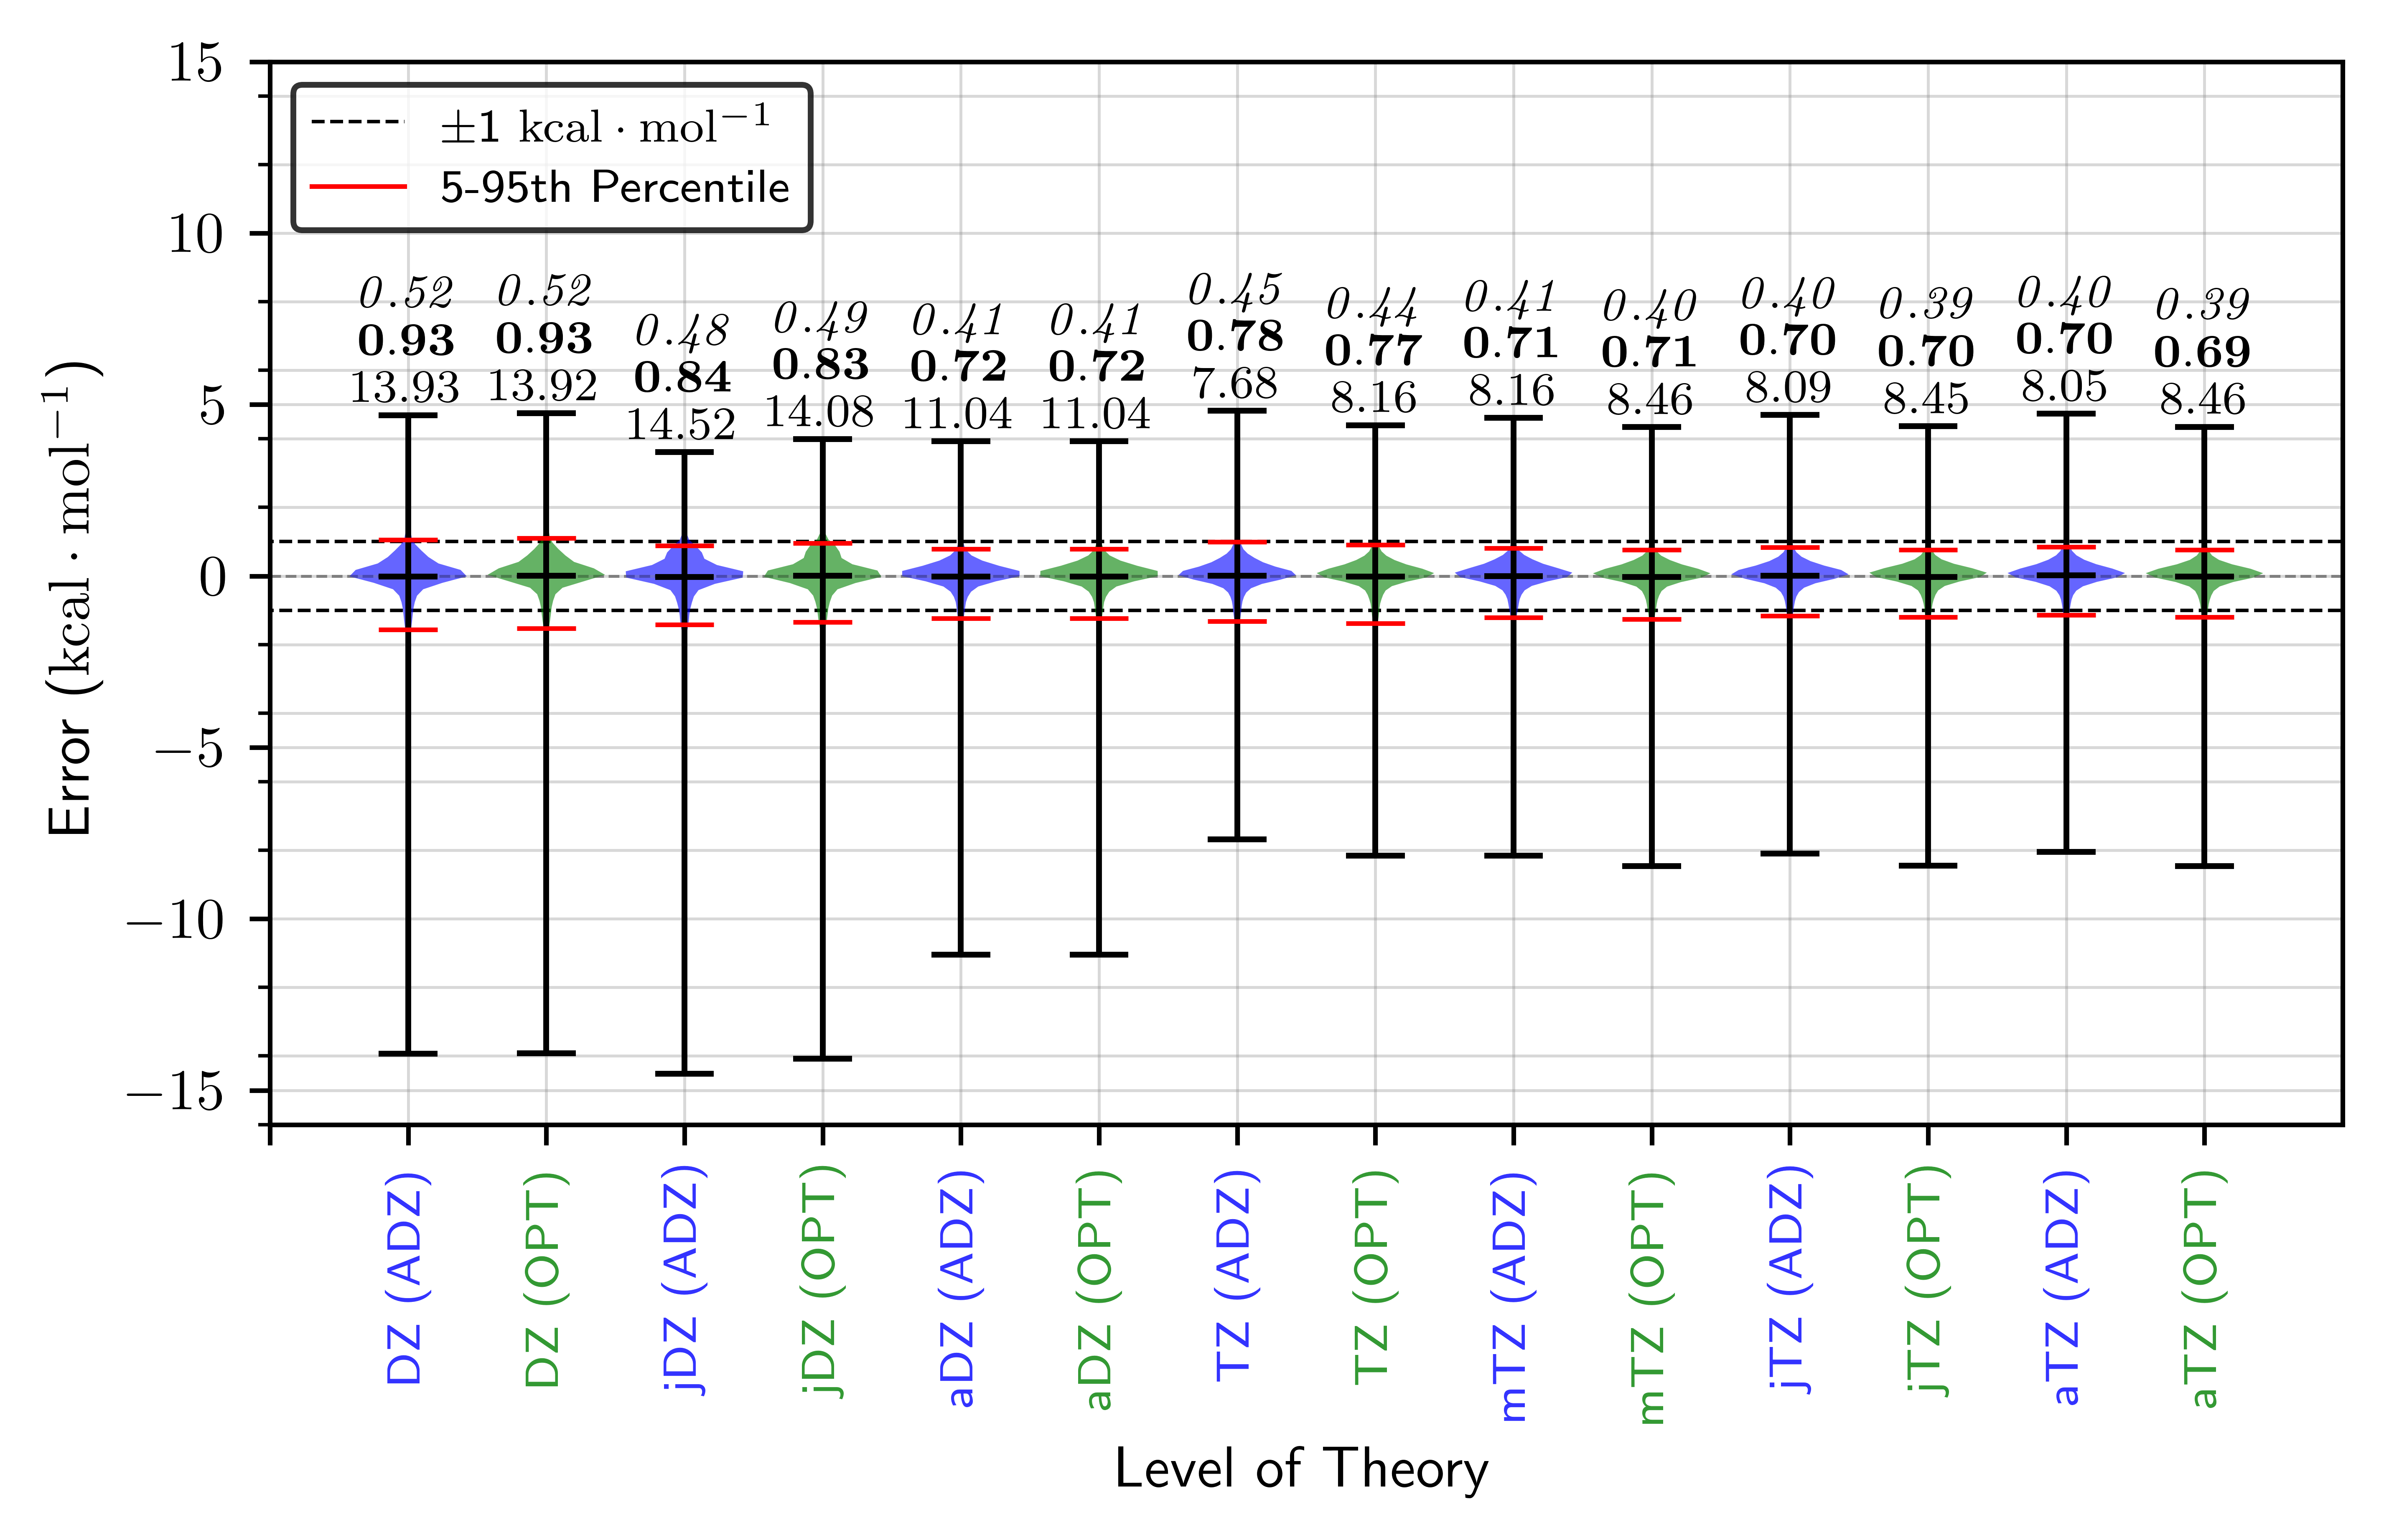 15
10
5
0
−5
−10
−15
Error (kcal · mol⁻¹)
±1 kcal · mol⁻¹
5-95th Percentile
0.52
0.93
13.93
0.52
0.93
13.92
0.48
0.84
14.52
0.49
0.83
14.08
0.41
0.72
11.04
0.41
0.72
11.04
0.45
0.78
7.68
0.44
0.77
8.16
0.41
0.71
8.16
0.40
0.71
8.46
0.40
0.70
8.09
0.39
0.70
8.45
0.40
0.70
8.05
0.39
0.69
8.46
DZ (ADZ)
DZ (OPT)
jDZ (ADZ)
jDZ (OPT)
aDZ (ADZ)
aDZ (OPT)
TZ (ADZ)
TZ (OPT)
mTZ (ADZ)
mTZ (OPT)
jTZ (ADZ)
jTZ (OPT)
aTZ (ADZ)
aTZ (OPT)
Level of Theory